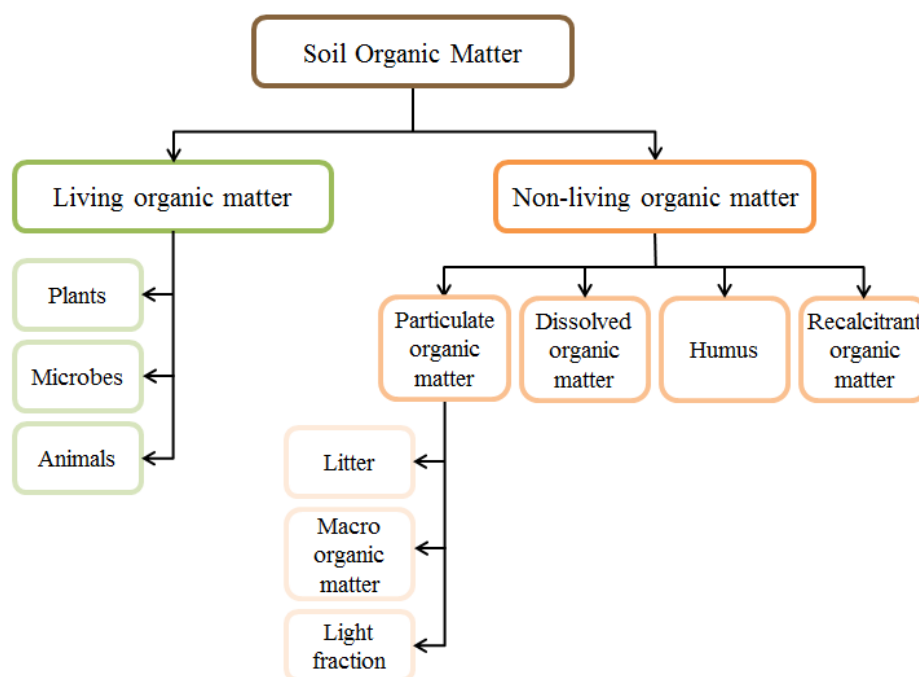 Soil Organic Matter
Living organic matter
Non-living organic matter
Plants
Microbes
Animals
Particulate
organic
matter
Dissolved
organic
matter
Humus
Recalcitrant
organic
matter
Litter
Macro
organic
matter
Light
fraction